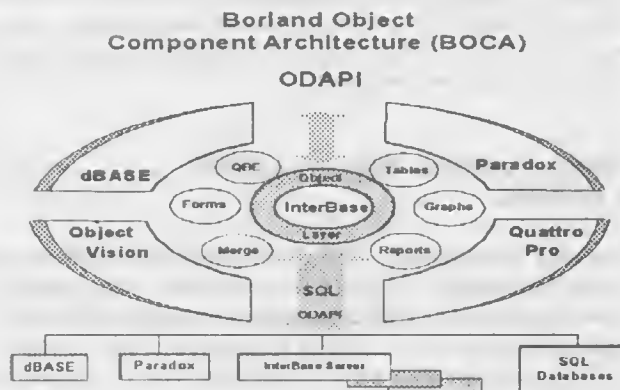 Borland Object
Component Architecture (BOCA)
ODAPI
dBASE
QBE
Tables
Paradox
Object
Forms
InterBase
Graphs
Object
Vision
Layer
Merge
Reports
Quattro
Pro
SQL
ODAPI
dBASE
Paradox
InterBase Server
SQL
Databases